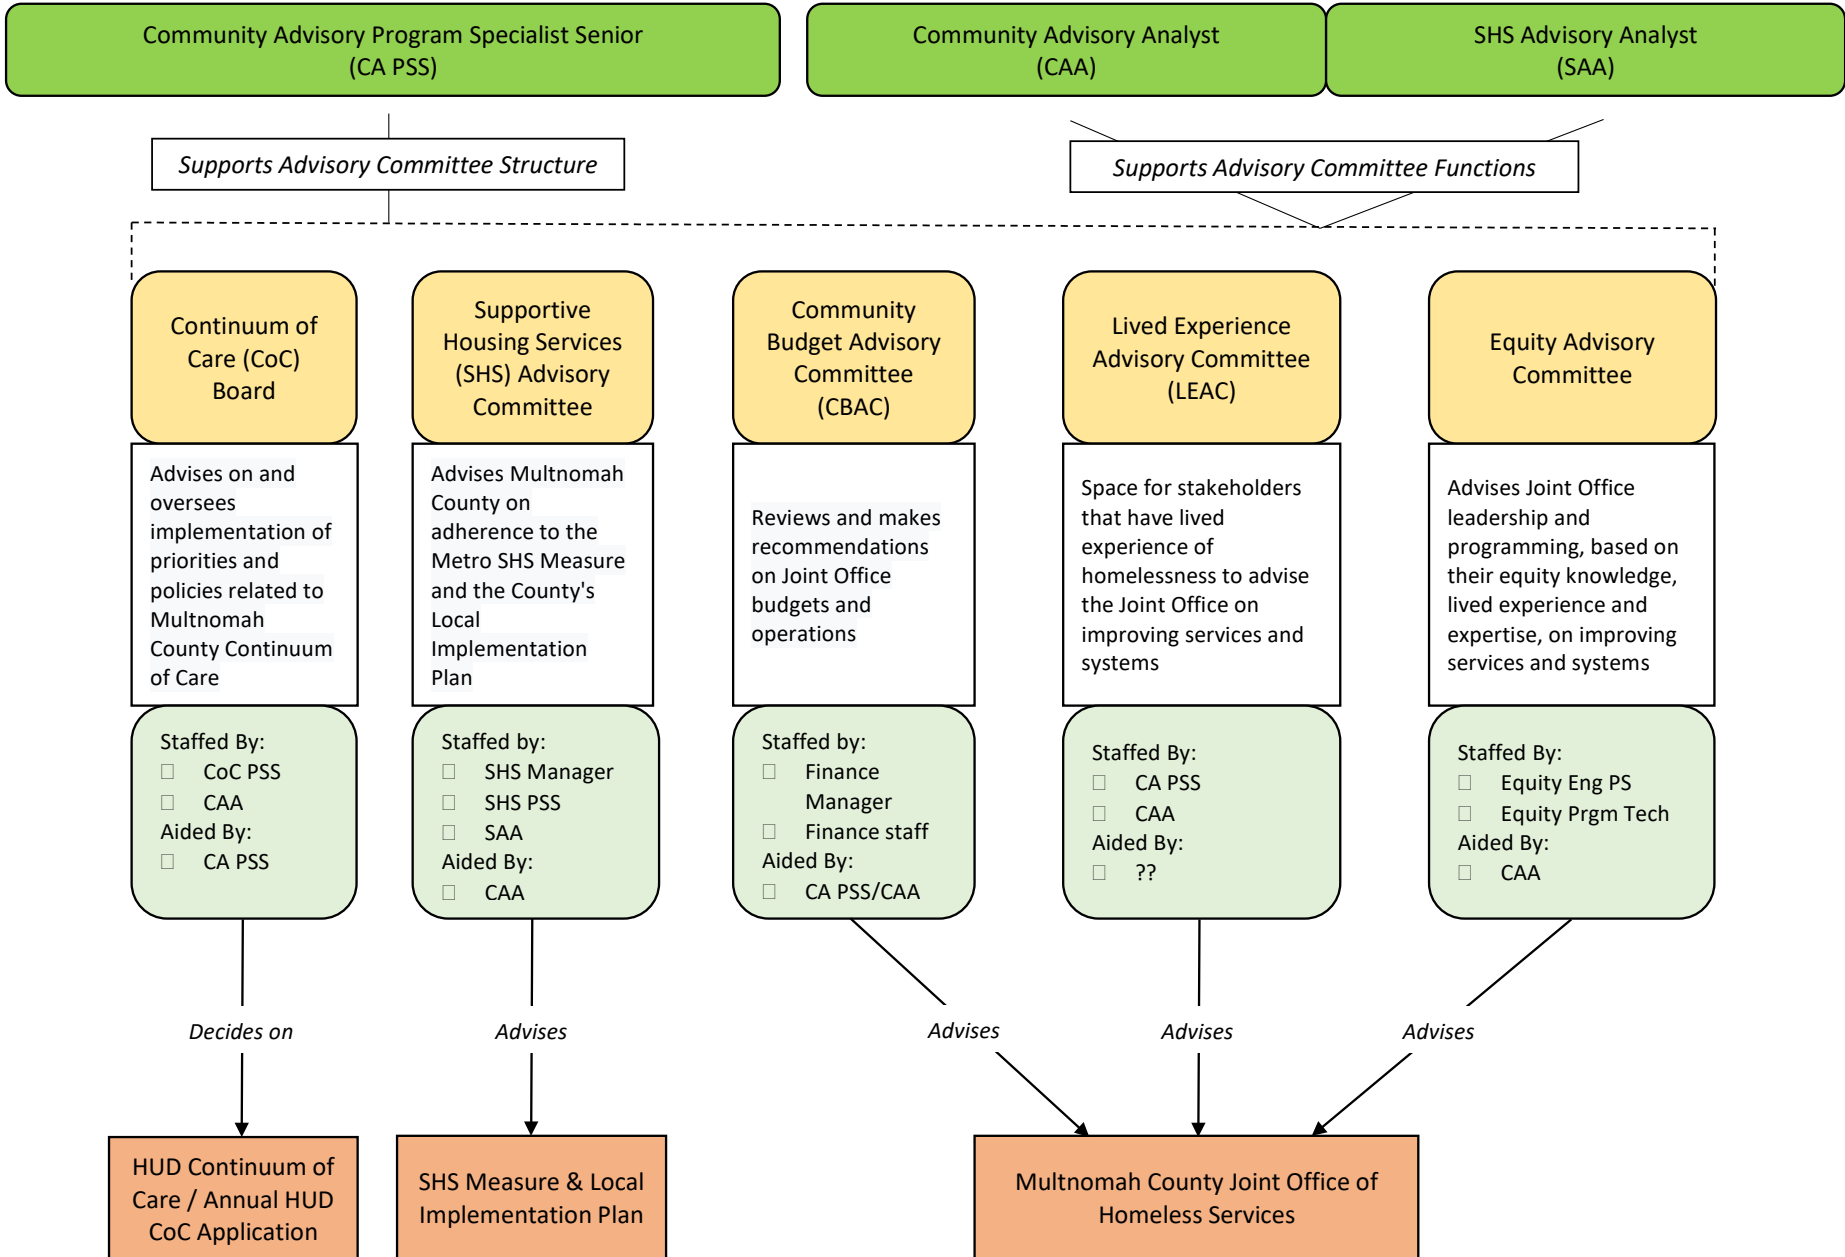 Community Advisory Program Specialist Senior
(CA PSS)
Community Advisory Analyst
(CAA)
SHS Advisory Analyst
(SAA)
Supports Advisory Committee Structure
Supports Advisory Committee Functions
Continuum of
Care (CoC)
Board
Supportive
Housing Services
(SHS) Advisory
Committee
Community
Budget Advisory
Committee
(CBAC)
Lived Experience
Advisory Committee
(LEAC)
Equity Advisory
Committee
Advises on and
oversees
implementation of
priorities and
policies related to
Multnomah
County Continuum
of Care
Advises Multnomah
County on
adherence to the
Metro SHS Measure
and the County's
Local
Implementation
Plan
Reviews and makes
recommendations
on Joint Office
budgets and
operations
Space for stakeholders
that have lived
experience of
homelessness to advise
the Joint Office on
improving services and
systems
Advises Joint Office
leadership and
programming, based on
their equity knowledge,
lived experience and
expertise, on improving
services and systems
Staffed By:
CoC PSS
CAA
Aided By:
CA PSS
Staffed by:
SHS Manager
SHS PSS
SAA
Aided By:
CAA
Staffed by:
Finance
Manager
Finance staff
Aided By:
CA PSS/CAA
Staffed By:
CA PSS
CAA
Aided By:
??
Staffed By:
Equity Eng PS
Equity Prgm Tech
Aided By:
CAA
Decides on
Advises
Advises
Advises
Advises
HUD Continuum of
Care / Annual HUD
CoC Application
SHS Measure & Local
Implementation Plan
Multnomah County Joint Office of
Homeless Services